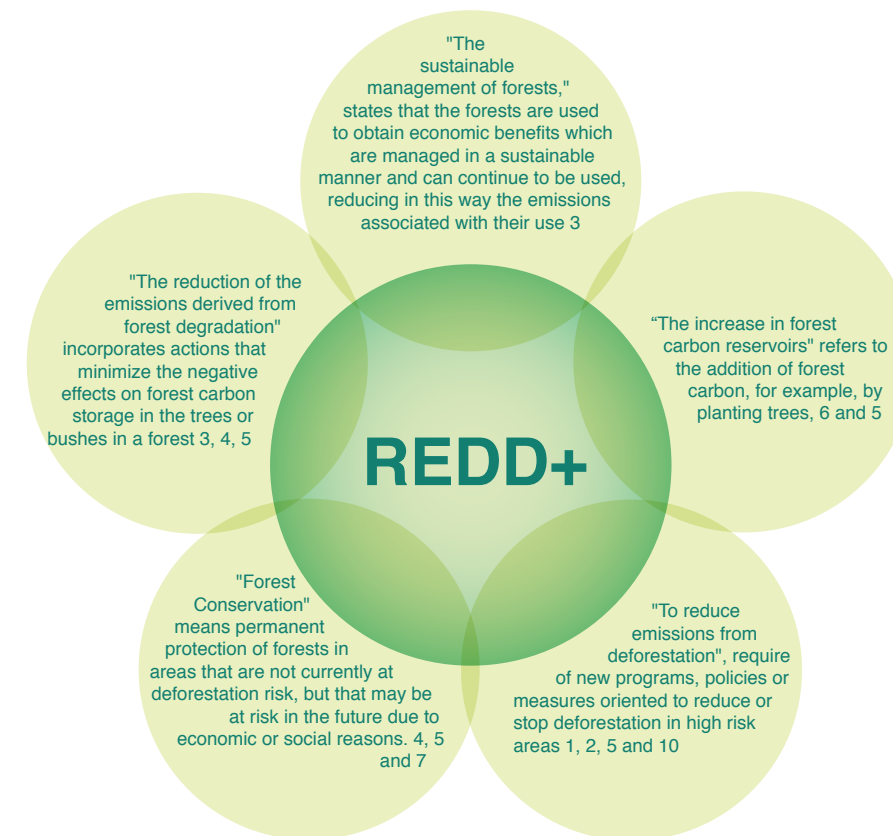 "The
sustainable
management of forests,"
states that the forests are used
to obtain economic benefits which
are managed in a sustainable
manner and can continue to be used,
reducing in this way the emissions
associated with their use 3
"The reduction of the
emissions derived from
forest degradation"
incorporates actions that
minimize the negative
effects on forest carbon
storage in the trees or
bushes in a forest 3, 4, 5
“The increase in forest
carbon reservoirs" refers to
the addition of forest
carbon, for example, by
planting trees, 6 and 5
REDD+
"Forest
Conservation"
means permanent
protection of forests in
areas that are not currently at
deforestation risk, but that may be
at risk in the future due to
economic or social reasons. 4, 5
and 7
"To reduce
emissions from
deforestation", require
of new programs, policies or
measures oriented to reduce or
stop deforestation in high risk
areas 1, 2, 5 and 10